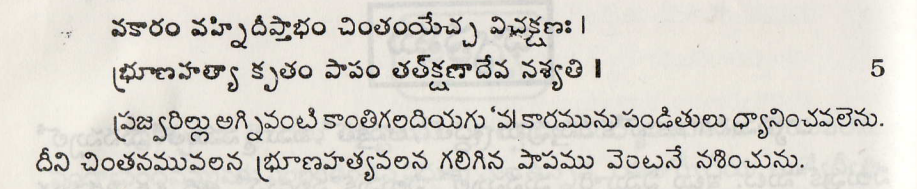 వకారం వహ్నిదీప్తాభం చింతంయేచ్చ విచక్షణః ।
భ్రూణహత్యా కృతం పాపం తత్‌క్షణాదేవ నశ్యతి ॥ 5
ప్రజ్వరిల్లు అగ్నివంటి కాంతిగలదియగు 'వ' కారమును పండితులు ధ్యానించవలెను.
దీని చింతనమువలన భ్రూణహత్యవలన గలిగిన పాపము వెంటనే నశించును.